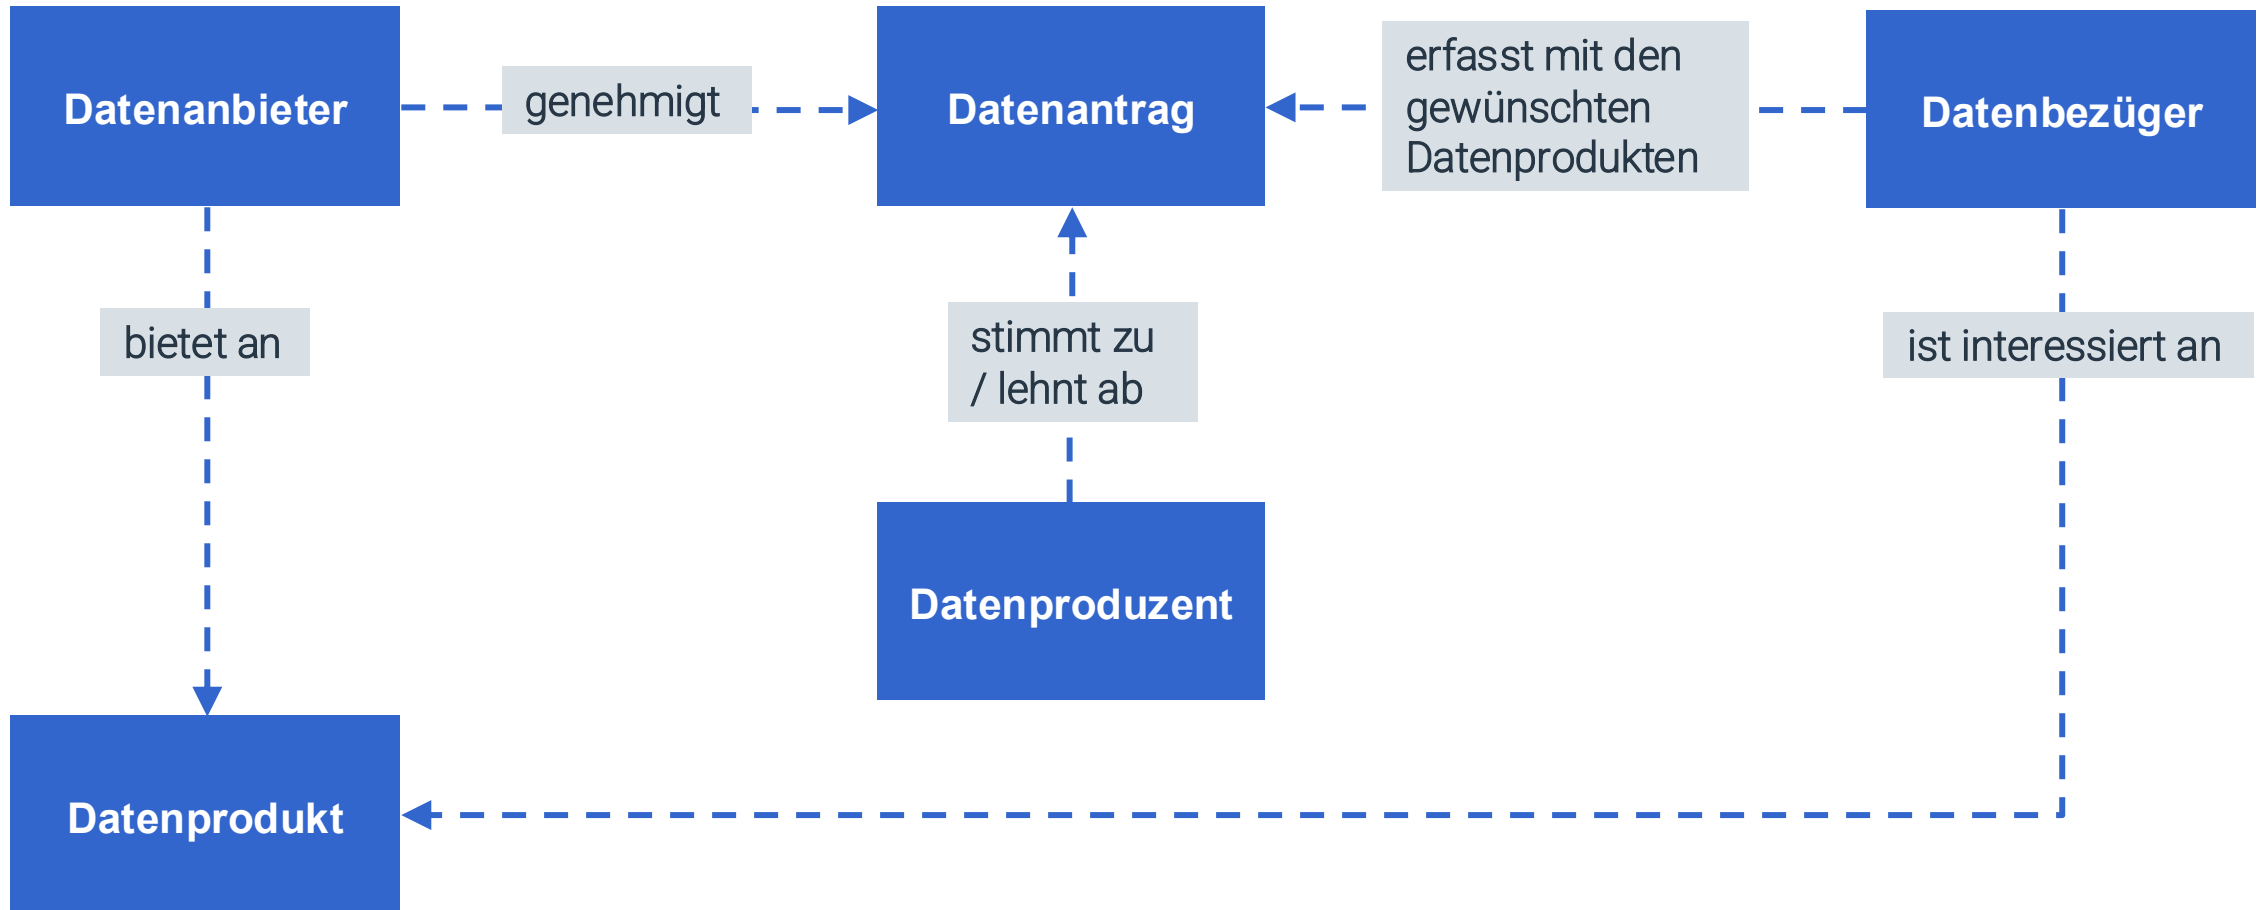 Datenanbieter
genehmigt
Datenantrag
erfasst mit den
gewünschten
Datenprodukten
Datenbezüger
bietet an
stimmt zu
/ lehnt ab
ist interessiert an
Datenproduzent
Datenprodukt